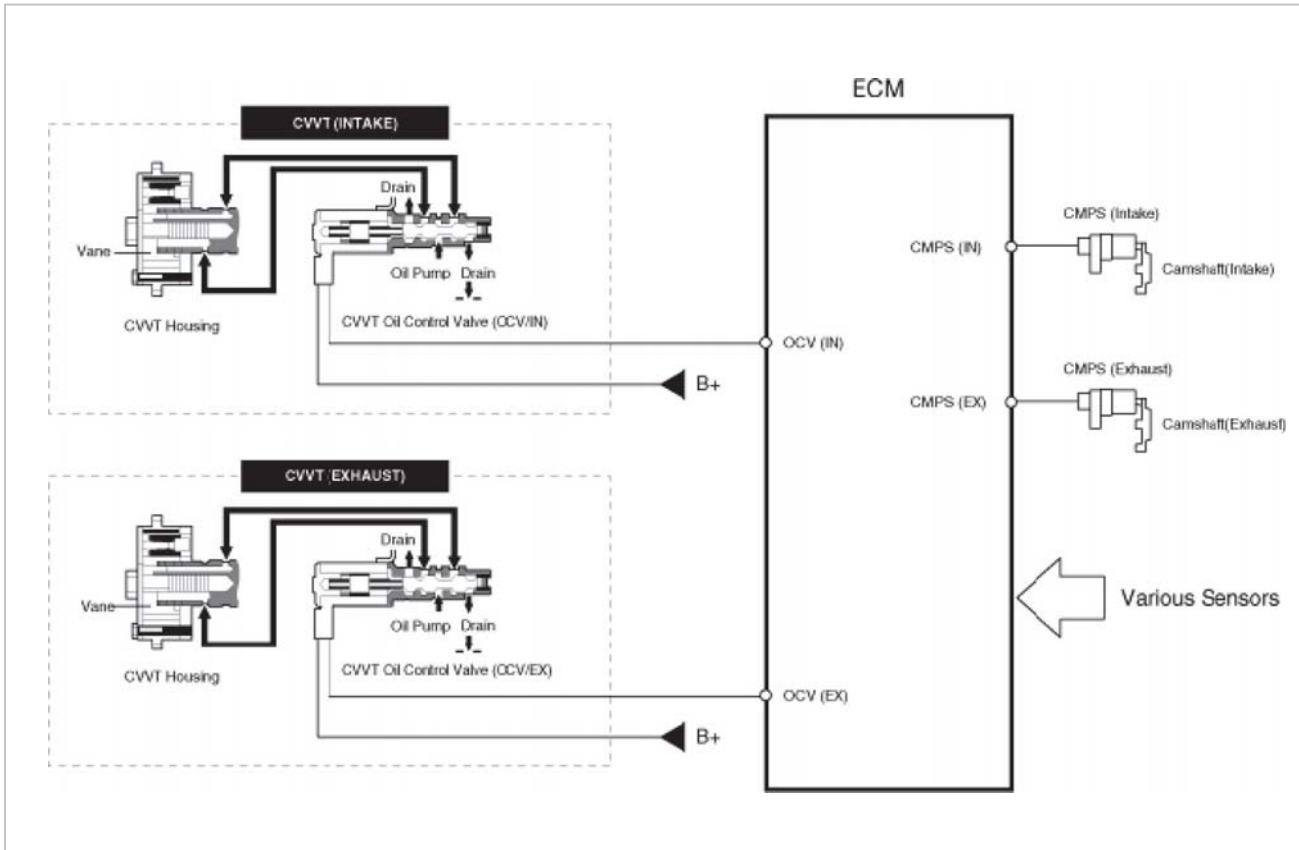 ECM
CVVT (INTAKE)
Drain
Vane
Oil Pump Drain
CVVT Housing
CVVT Oil Control Valve (OCV/IN)
B+
CMPS (IN)
CMPS (Intake)
Camshaft(Intake)
OCV (IN)
CMPS (EX)
CMPS (Exhaust)
Camshaft(Exhaust)
CVVT (EXHAUST)
Drain
Vane
Oil Pump Drain
CVVT Housing
CVVT Oil Control Valve (OCV/EX)
B+
OCV (EX)
Various Sensors